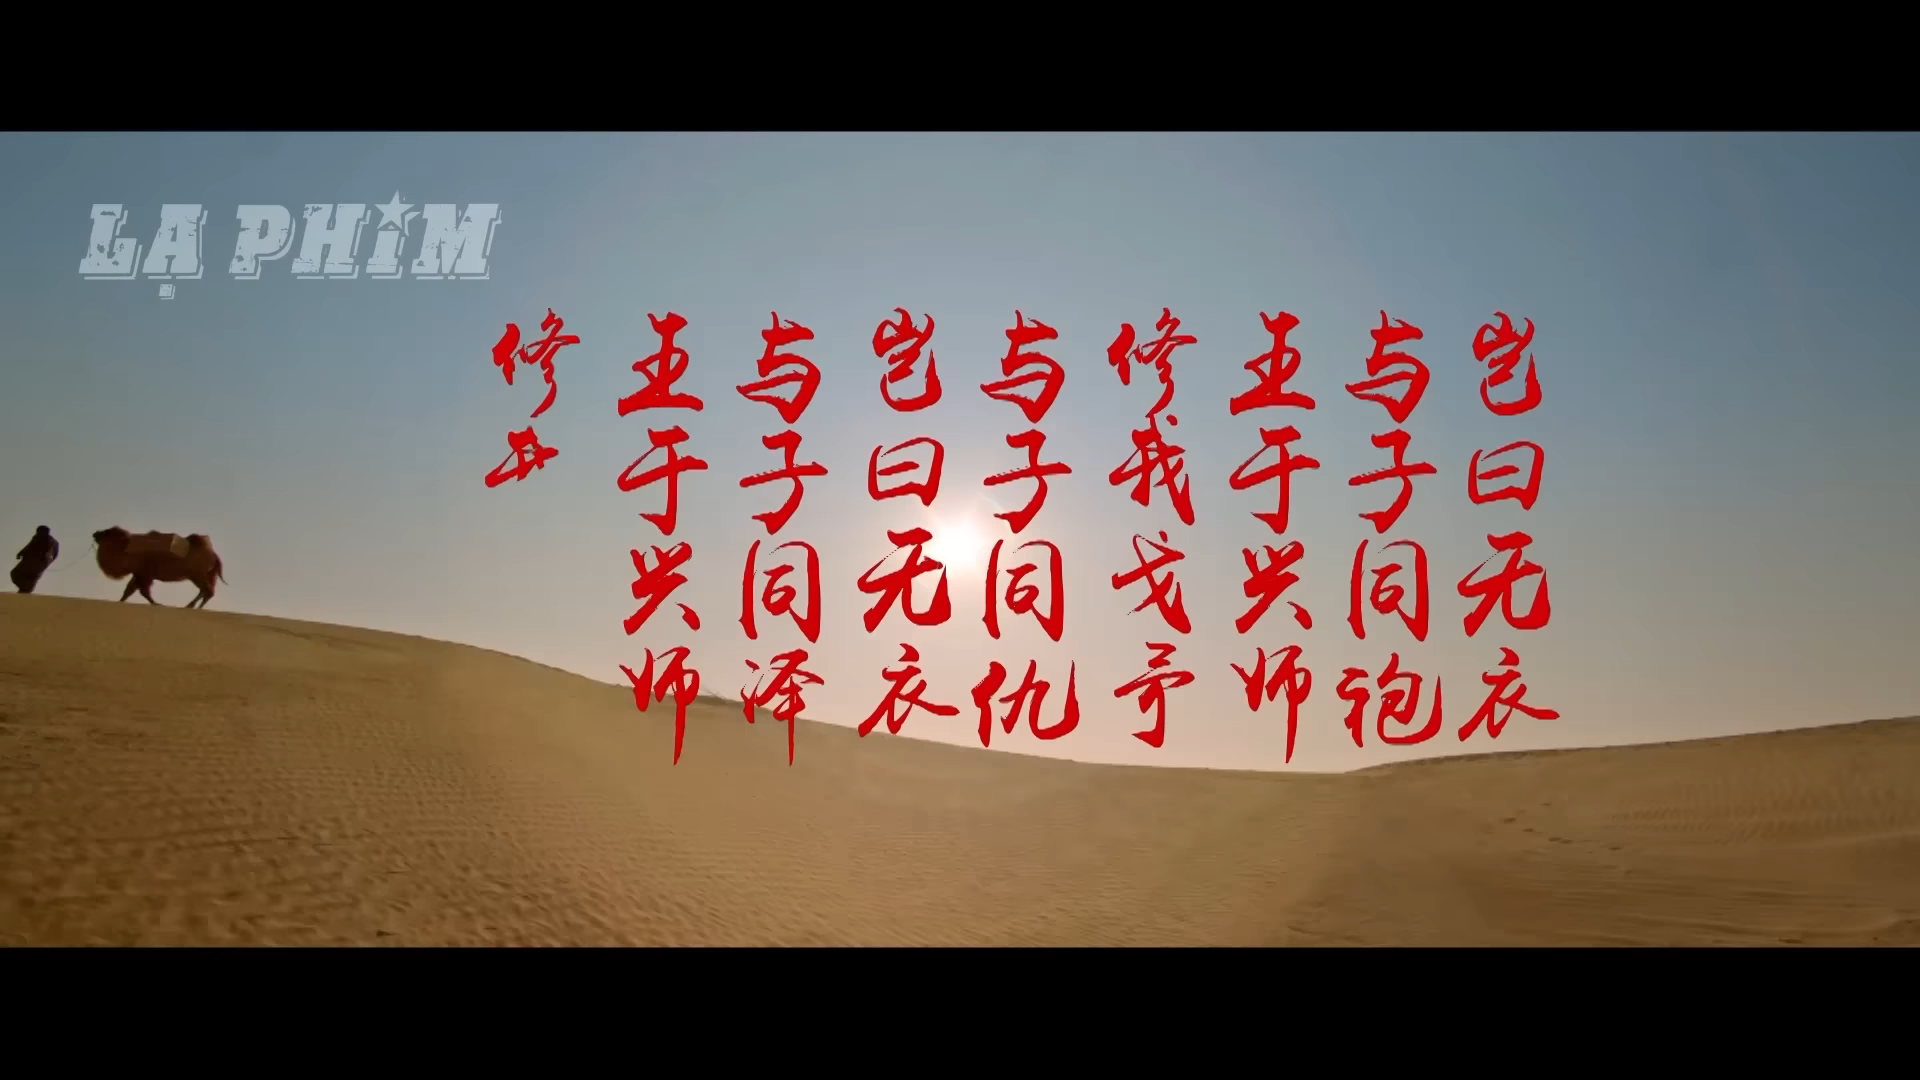 LẠ PHIM
岂曰无衣
与子同袍
王于兴师
修我戈矛
与子同仇
岂曰无衣
与子同泽
王于兴师
修